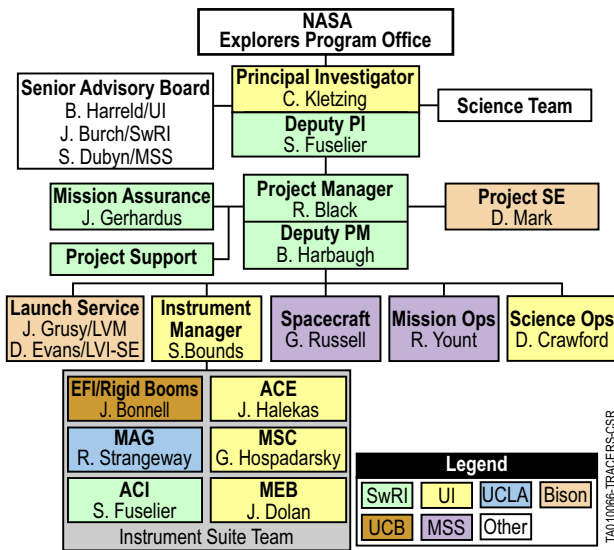 NASA
Explorers Program Office
Senior Advisory Board
B. Harreld/UI
J. Burch/SwRI
S. Dubyn/MSS
Principal Investigator
C. Kletzing
Deputy PI
S. Fuselier
Science Team
Mission Assurance
J. Gerhardus
Project Support
Project Manager
R. Black
Deputy PM
B. Harbaugh
Project SE
D. Mark
Launch Service
J. Grusy/LVM
D. Evans/LVI-SE
Instrument
Manager
S.Bounds
Spacecraft
G. Russell
Mission Ops
R. Yount
Science Ops
D. Crawford
EFI/Rigid Booms
J. Bonnell
ACE
J. Halekas
MAG
R. Strangeway
MSC
G. Hospadarsky
ACI
S. Fuselier
MEB
J. Dolan
Instrument Suite Team
Legend
SwRI
UI
UCLA
Bison
UCB
MSS
Other
TA010066-TRACERS-CSR